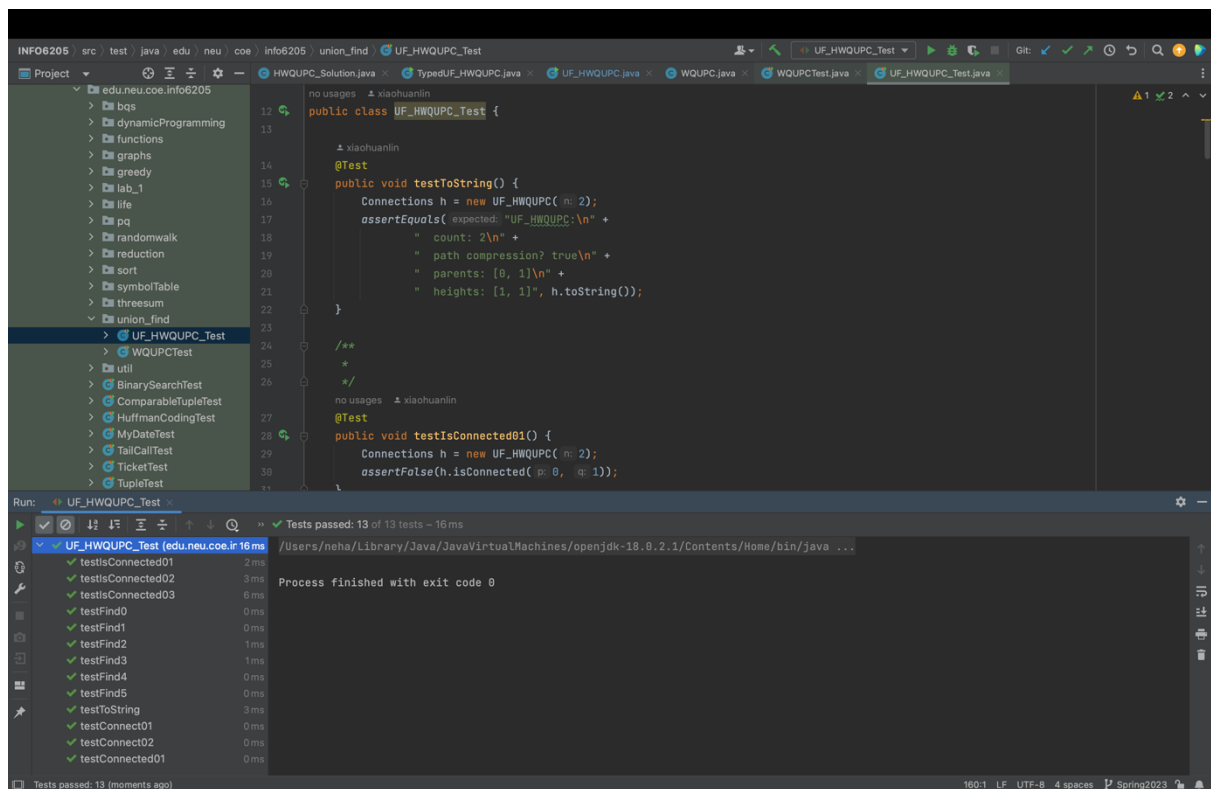 INFO6205 〉 src 〉 test 〉 java 〉 edu 〉 neu 〉 coe 〉 info6205 〉 union_find 〉 UF_HWQUPC_Test
UF_HWQUPC_Test
Git:
Project
HWQUPC_Solution.java
TypedUF_HWQUPC.java
UF_HWQUPC.java
WQUPC.java
WQUPCTest.java
UF_HWQUPC_Test.java
edu.neu.coe.info6205
bqs
dynamicProgramming
functions
graphs
greedy
lab_1
life
pq
randomwalk
reduction
sort
symbolTable
threesum
union_find
UF_HWQUPC_Test
WQUPCTest
util
BinarySearchTest
ComparableTupleTest
HuffmanCodingTest
MyDateTest
TailCallTest
TicketTest
TupleTest
no usages xiaohuanlin
1 2
12 public class UF_HWQUPC_Test {
13
xiaohuanlin
14 @Test
15 public void testToString() {
16 Connections h = new UF_HWQUPC( n: 2);
17 assertEquals( expected: "UF_HWQUPC:\n" +
18 " count: 2\n" +
19 " path compression? true\n" +
20 " parents: [0, 1]\n" +
21 " heights: [1, 1]", h.toString());
22 }
23
24 /**
25 *
26 */
no usages xiaohuanlin
27 @Test
28 public void testIsConnected01() {
29 Connections h = new UF_HWQUPC( n: 2);
30 assertFalse(h.isConnected( p: 0, q: 1));
31 }
Run: UF_HWQUPC_Test
» Tests passed: 13 of 13 tests – 16 ms
UF_HWQUPC_Test (edu.neu.coe.ir 16 ms
testIsConnected01 2 ms
testIsConnected02 3 ms
testIsConnected03 6 ms
testFind0 0 ms
testFind1 0 ms
testFind2 1 ms
testFind3 1 ms
testFind4 0 ms
testFind5 0 ms
testToString 3 ms
testConnect01 0 ms
testConnect02 0 ms
testConnected01 0 ms
/Users/neha/Library/Java/JavaVirtualMachines/openjdk-18.0.2.1/Contents/Home/bin/java ...
Process finished with exit code 0
Tests passed: 13 (moments ago)
160:1 LF UTF-8 4 spaces Spring2023